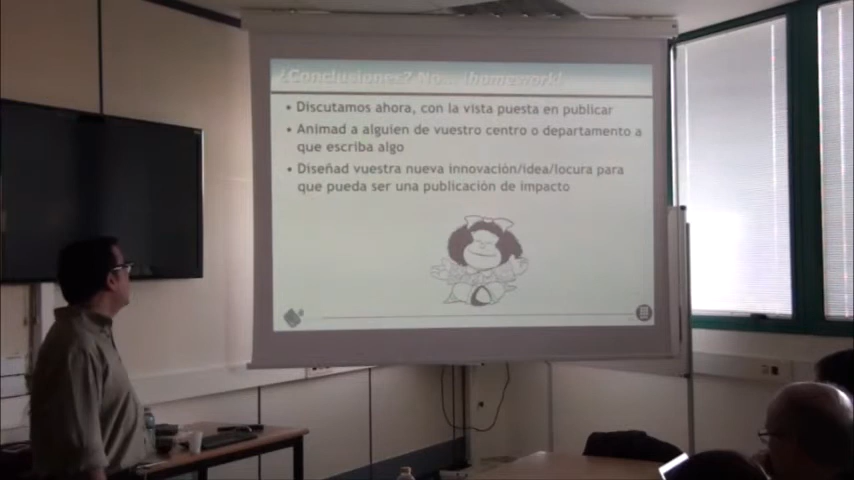 ¿Conclusiones? No... ¡homework!
• Discutamos ahora, con la vista puesta en publicar
• Animad a alguien de vuestro centro o departamento a
que escriba algo
• Diseñad vuestra nueva innovación/idea/locura para
que pueda ser una publicación de impacto